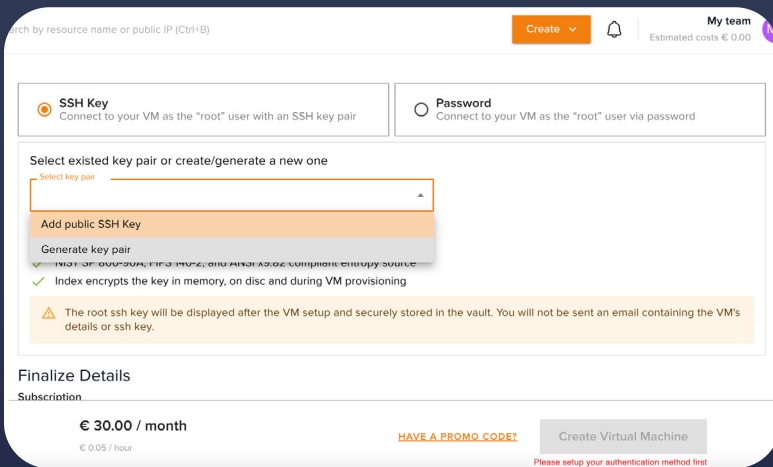 rch by resource name or public IP (Ctrl+B)
Create
My team
Estimated costs € 0.00
SSH Key
Connect to your VM as the “root” user with an SSH key pair
Password
Connect to your VM as the “root” user via password
Select existed key pair or create/generate a new one
Select key pair
Add public SSH Key
Generate key pair
NIST SP 800-90A, FIPS 140-2, and ANSI X9.82 compliant entropy source
Index encrypts the key in memory, on disc and during VM provisioning
The root ssh key will be displayed after the VM setup and securely stored in the vault. You will not be sent an email containing the VM's
details or ssh key.
Finalize Details
Subscription
€ 30.00 / month
€ 0.05 / hour
HAVE A PROMO CODE?
Create Virtual Machine
Please setup your authentication method first